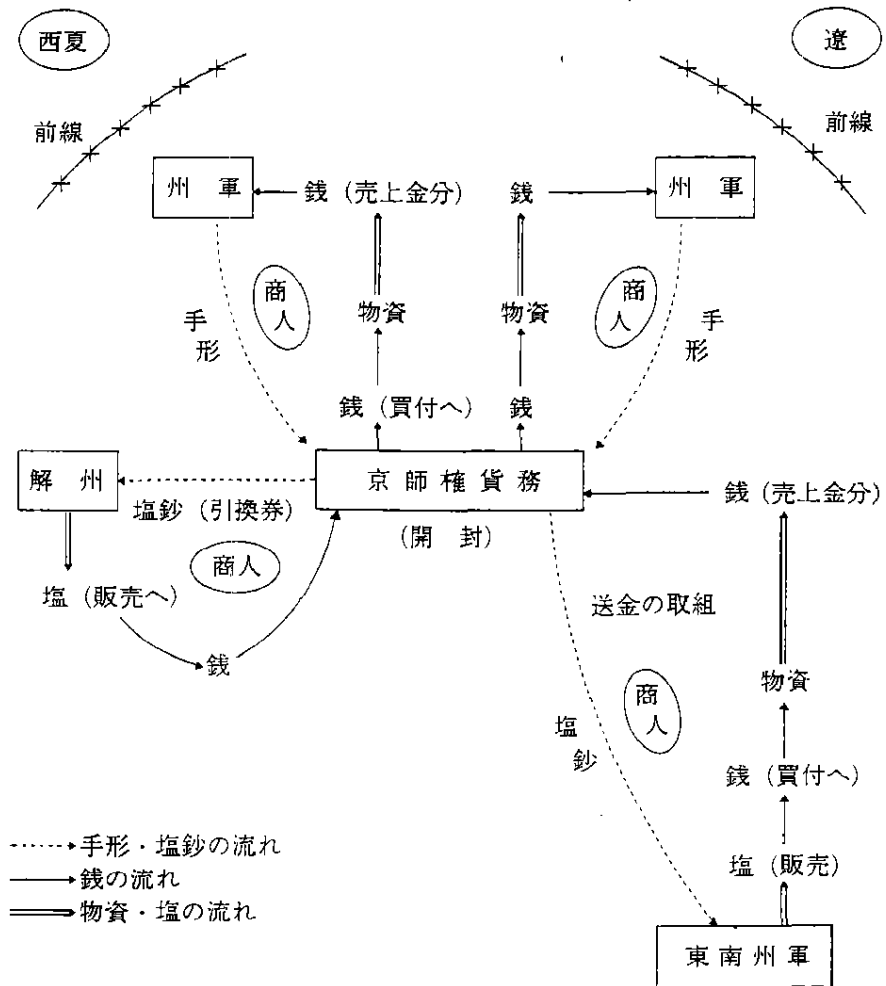 西夏
遼
前線
前線
州 軍
銭 (売上金分)
銭
州 軍
商人
商人
手形
物資
物資
手形
銭 (買付へ)
銭
解 州
京師榷貨務
塩鈔 (引換券)
(開 封)
銭 (売上金分)
商人
塩 (販売へ)
送金の取組
銭
物資
商人
塩鈔
銭 (買付へ)
手形・塩鈔の流れ
塩 (販売)
銭の流れ
物資・塩の流れ
東南州軍